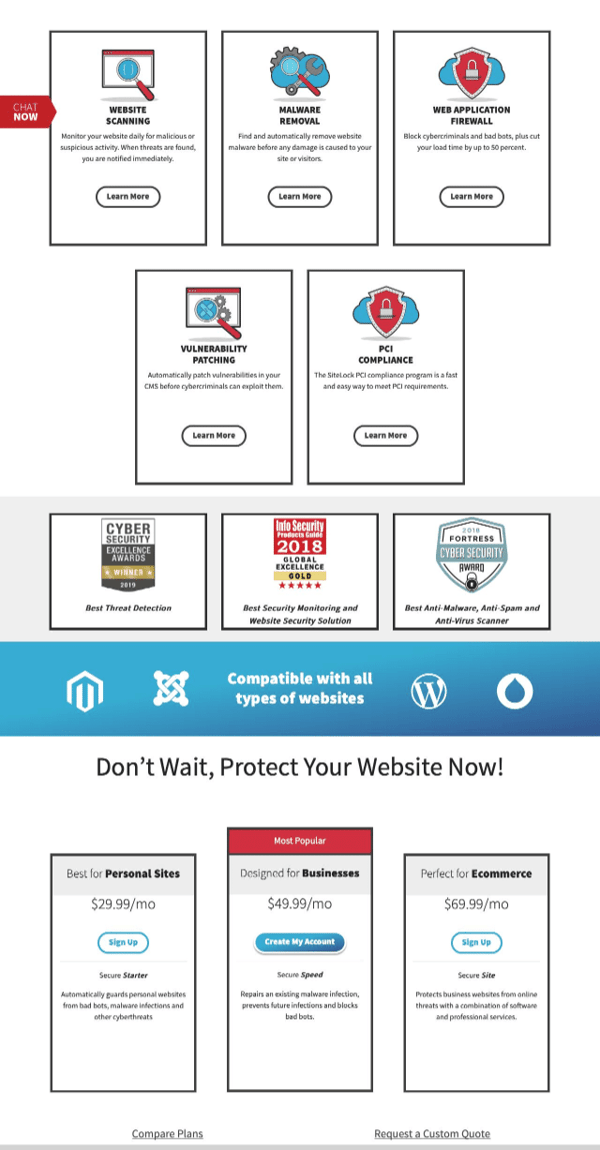 CHAT
NOW
WEBSITE
SCANNING
Monitor your website daily for malicious or
suspicious activity. When threats are found,
you are notified immediately.
Learn More
MALWARE
REMOVAL
Find and automatically remove website
malware before any damage is caused to your
site or visitors.
Learn More
WEB APPLICATION
FIREWALL
Block cybercriminals and bad bots, plus cut
your load time by up to 50 percent.
Learn More
VULNERABILITY
PATCHING
Automatically patch vulnerabilities in your
CMS before cybercriminals can exploit them.
Learn More
PCI
COMPLIANCE
The SiteLock PCI compliance program is a fast
and easy way to meet PCI requirements.
Learn More
CYBER
SECURITY
EXCELLENCE
AWARDS
WINNER
2019
Best Threat Detection
Info Security
Products Guide
2018
GLOBAL
EXCELLENCE
GOLD
Best Security Monitoring and
Website Security Solution
2018
FORTRESS
CYBER SECURITY
AWARD
Best Anti-Malware, Anti-Spam and
Anti-Virus Scanner
Compatible with all
types of websites
Don't Wait, Protect Your Website Now!
Best for Personal Sites
$29.99/mo
Sign Up
Secure Starter
Automatically guards personal websites
from bad bots, malware infections and
other cyberthreats
Most Popular
Designed for Businesses
$49.99/mo
Create My Account
Secure Speed
Repairs an existing malware infection,
prevents future infections and blocks
bad bots.
Perfect for Ecommerce
$69.99/mo
Sign Up
Secure Site
Protects business websites from online
threats with a combination of software
and professional services.
Compare Plans
Request a Custom Quote